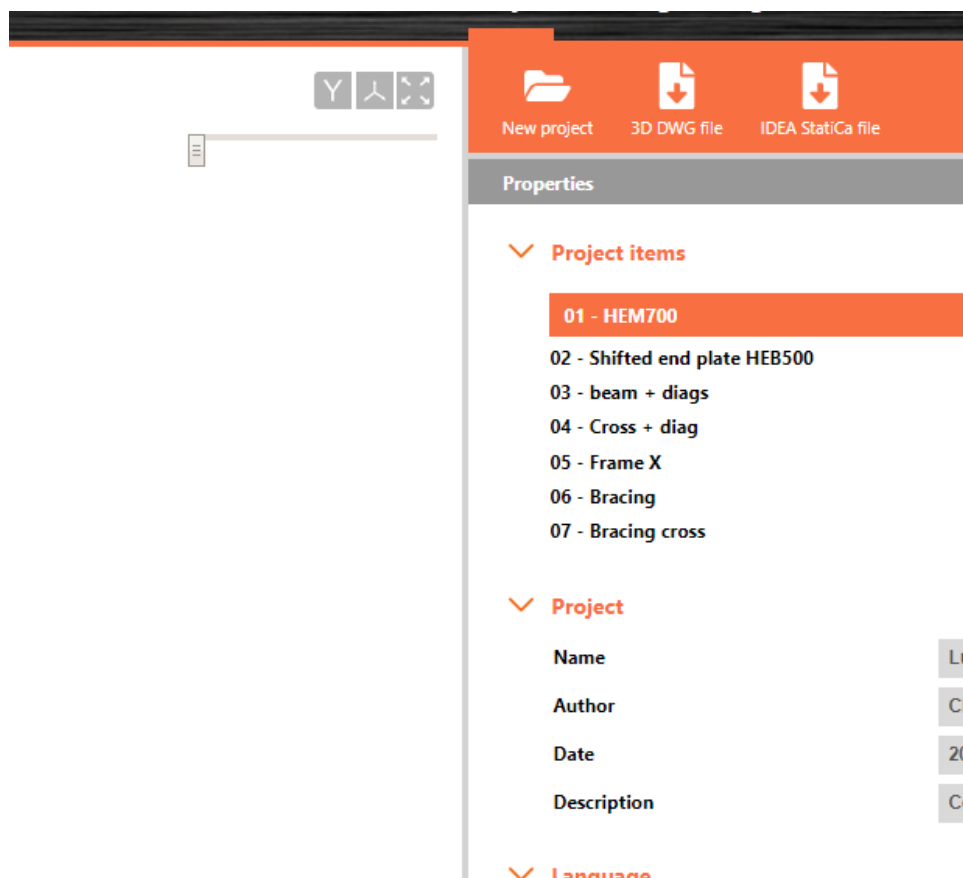 New project
3D DWG file
IDEA StatiCa file
Properties
Project items
01 - HEM700
02 - Shifted end plate HEB500
03 - beam + diags
04 - Cross + diag
05 - Frame X
06 - Bracing
07 - Bracing cross
Project
Name
Author
Date
Description
Language